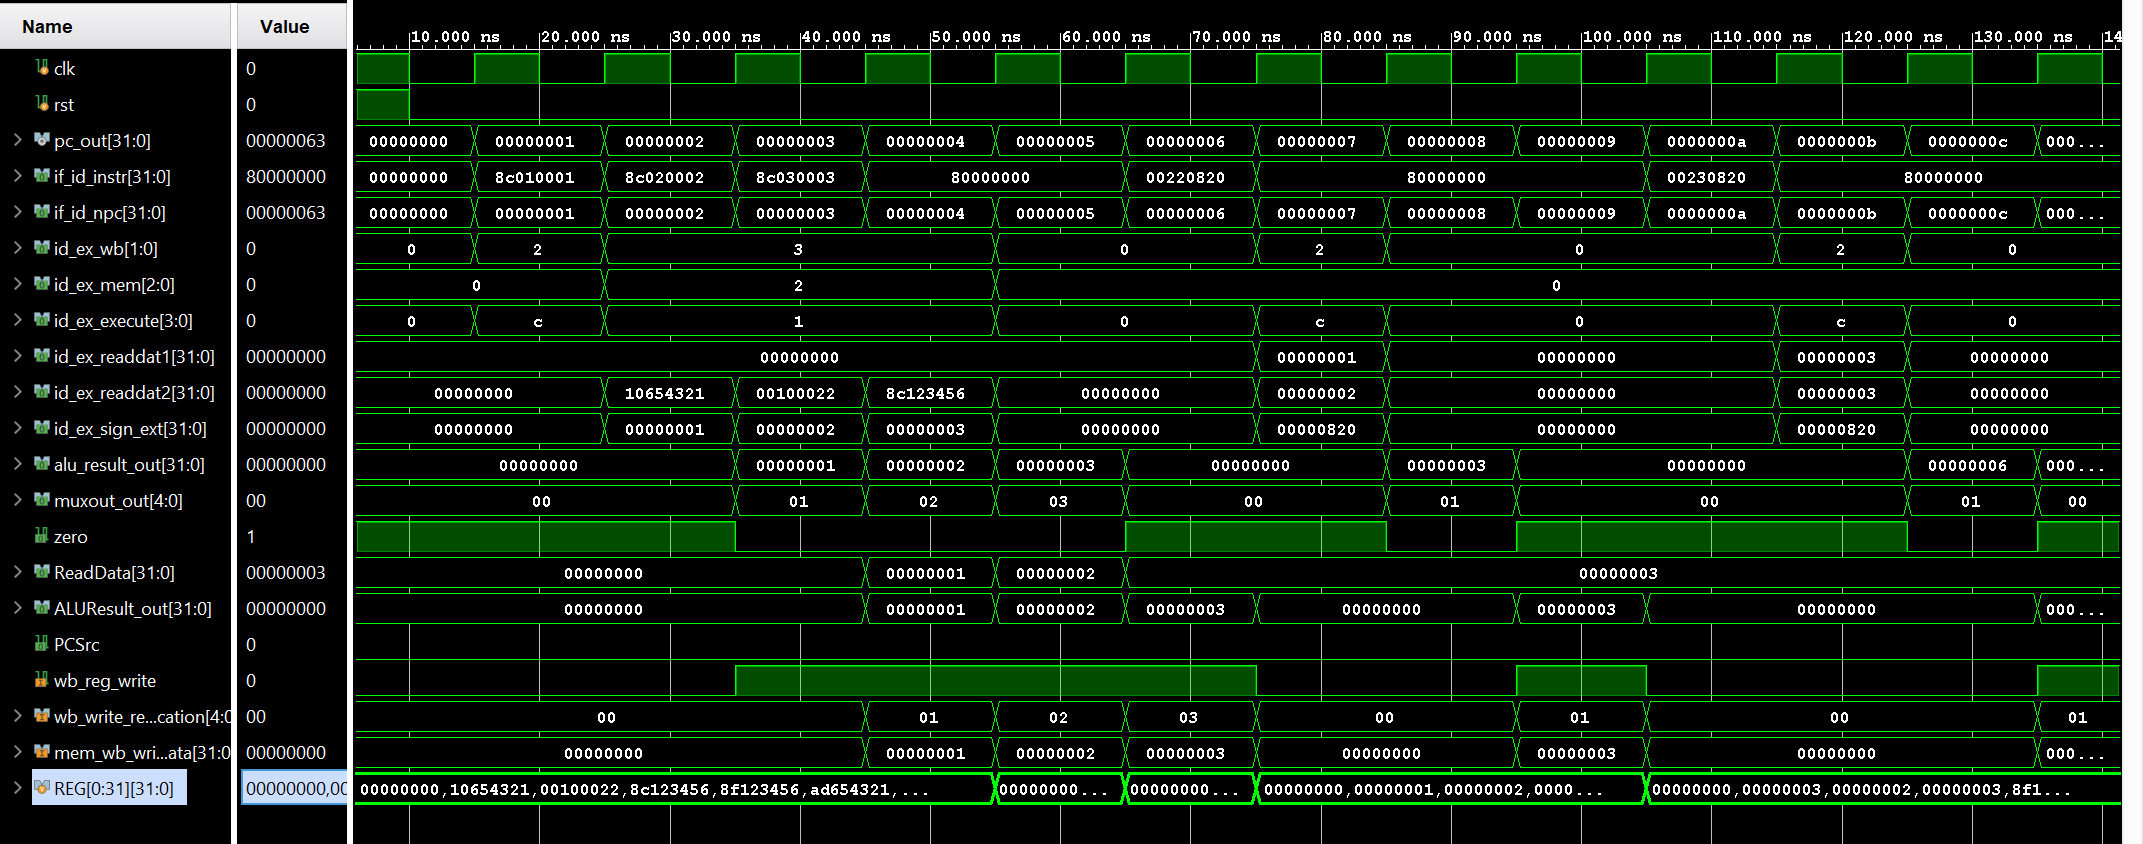 Name Value 10.000 ns 20.000 ns 30.000 ns 40.000 ns 50.000 ns 60.000 ns 70.000 ns 80.000 ns 90.000 ns 100.000 ns 110.000 ns 120.000 ns 130.000 ns 14
clk 0
rst 0
pc_out[31:0] 00000063 00000000 00000001 00000002 00000003 00000004 00000005 00000006 00000007 00000008 00000009 0000000a 0000000b 0000000c 000...
if_id_instr[31:0] 80000000 00000000 8c010001 8c020002 8c030003 80000000 00220820 80000000 00230820 80000000
if_id_npc[31:0] 00000063 00000000 00000001 00000002 00000003 00000004 00000005 00000006 00000007 00000008 00000009 0000000a 0000000b 0000000c 000...
id_ex_wb[1:0] 0 0 2 3 0 2 0 2 0
id_ex_mem[2:0] 0 0 2 0
id_ex_execute[3:0] 0 0 c 1 0 c 0 c 0
id_ex_readdat1[31:0] 00000000 00000000 00000001 00000000 00000003 00000000
id_ex_readdat2[31:0] 00000000 00000000 10654321 00100022 8c123456 00000000 00000002 00000000 00000003 00000000
id_ex_sign_ext[31:0] 00000000 00000000 00000001 00000002 00000003 00000000 00000820 00000000 00000820 00000000
alu_result_out[31:0] 00000000 00000000 00000001 00000002 00000003 00000000 00000003 00000000 00000006 000...
muxout_out[4:0] 00 00 01 02 03 00 01 00 01 00
zero 1
ReadData[31:0] 00000003 00000000 00000001 00000002 00000003
ALUResult_out[31:0] 00000000 00000000 00000001 00000002 00000003 00000000 00000003 00000000 000...
PCSrc 0
wb_reg_write 0
wb_write_re...cation[4:0 00 00 01 02 03 00 01 00 01
mem_wb_wri...ata[31:0 00000000 00000000 00000001 00000002 00000003 00000000 00000003 00000000 000...
REG[0:31][31:0] 00000000,00 00000000,10654321,00100022,8c123456,8f123456,ad654321,... 00000000... 00000000... 00000000,00000001,00000002,0000... 00000000,00000003,00000002,00000003,8f1...